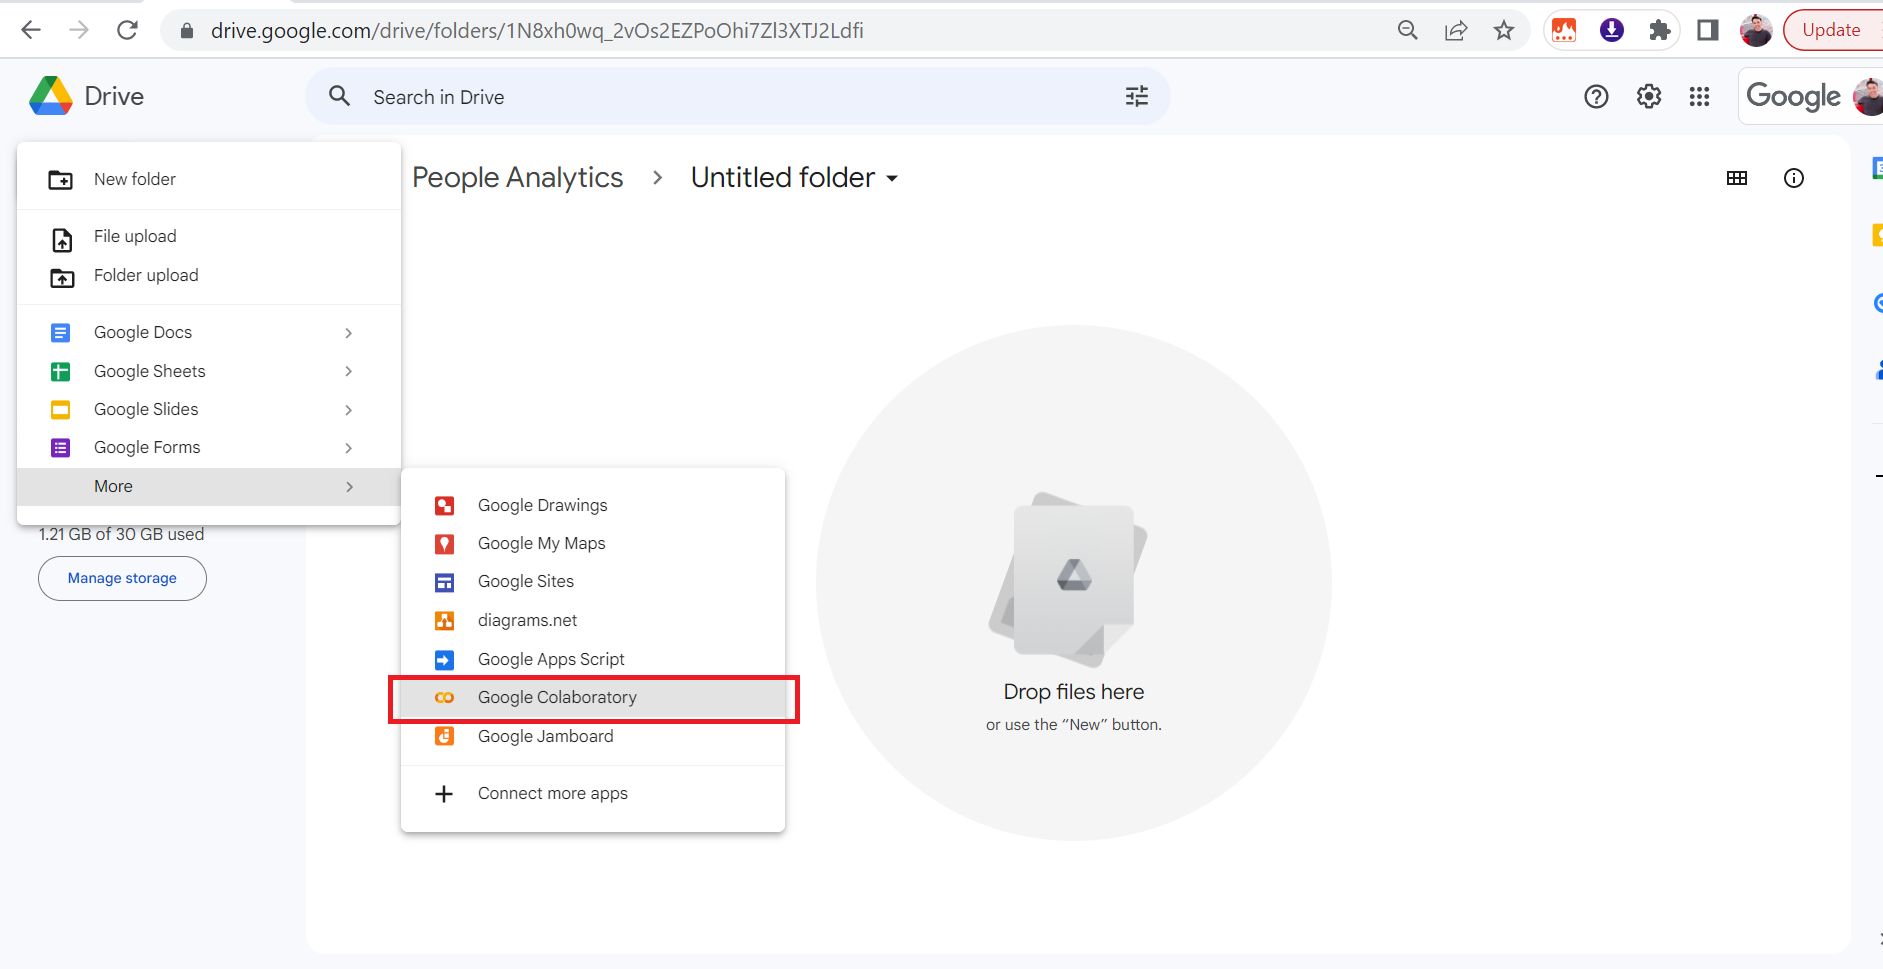 drive.google.com/drive/folders/1N8xh0wq_2vOs2EZPoOhi7Zl3XTJ2Ldfi
Update
Drive
Search in Drive
Google
New folder
File upload
Folder upload
Google Docs
Google Sheets
Google Slides
Google Forms
More
1.21 GB of 30 GB used
Manage storage
People Analytics > Untitled folder
Google Drawings
Google My Maps
Google Sites
diagrams.net
Google Apps Script
Google Colaboratory
Google Jamboard
Connect more apps
Drop files here
or use the “New” button.